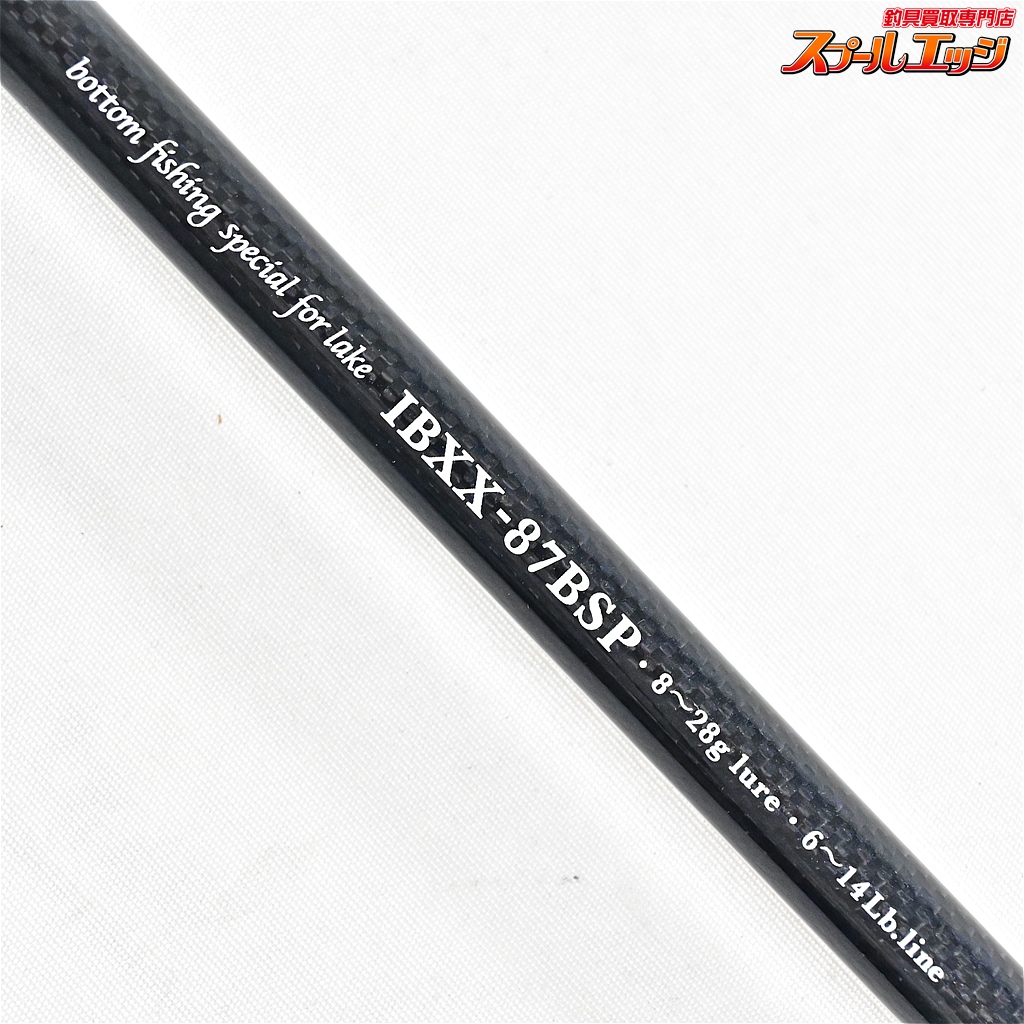 釣具買取専門店
スプールエッジ
bottom fishing special for lake IBXX-87BSP・8～28g lure・6～14Lb.line